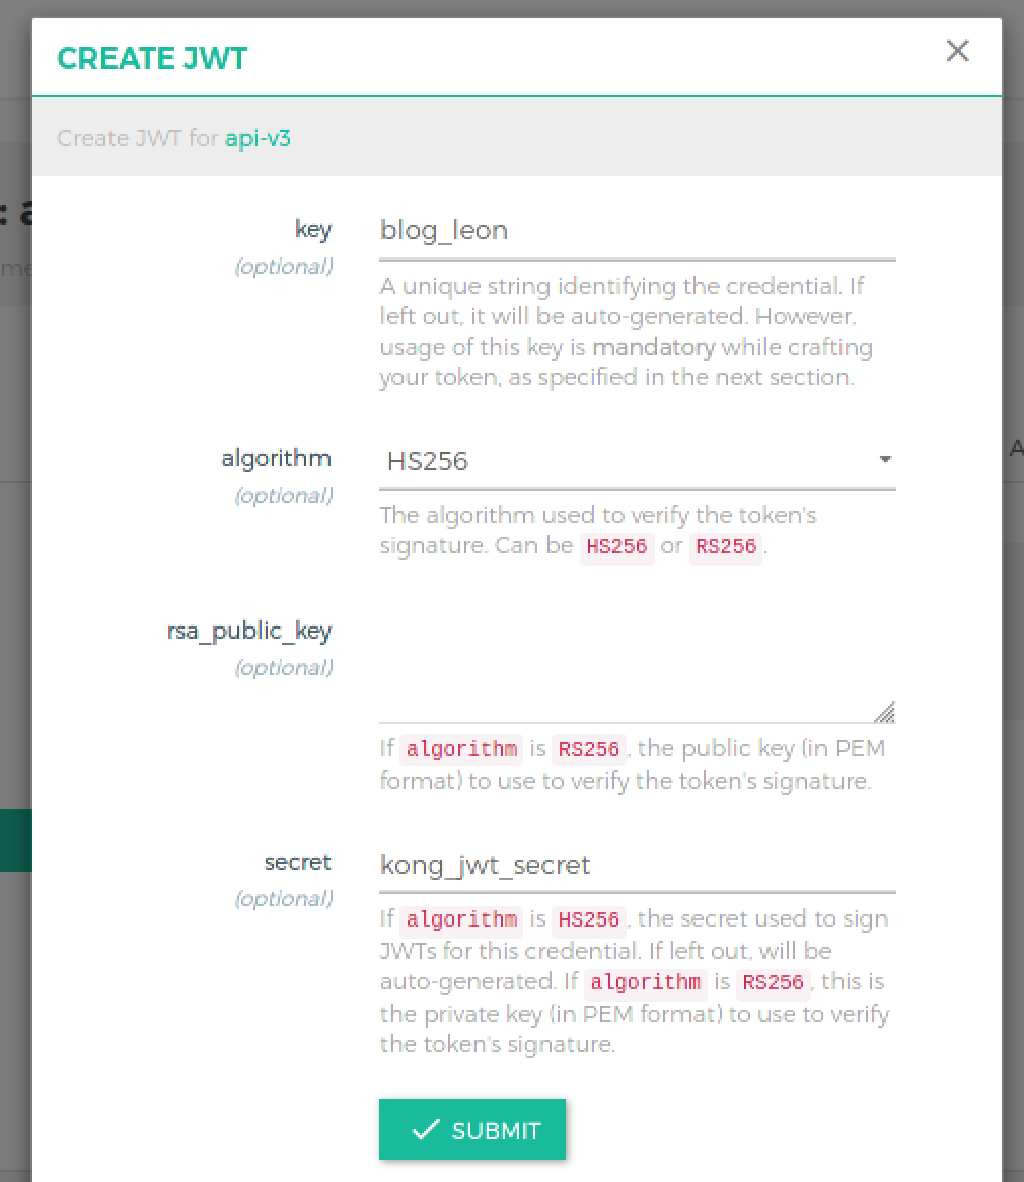 CREATE JWT
Create JWT for api-v3
: a
me
key
(optional)
blog_leon
A unique string identifying the credential. If
left out, it will be auto-generated. However,
usage of this key is mandatory while crafting
your token, as specified in the next section.
A
algorithm
(optional)
HS256
The algorithm used to verify the token's
signature. Can be HS256 or RS256.
rsa_public_key
(optional)
If algorithm is RS256, the public key (in PEM
format) to use to verify the token's signature.
secret
(optional)
kong_jwt_secret
If algorithm is HS256, the secret used to sign
JWTs for this credential. If left out, will be
auto-generated. If algorithm is RS256, this is
the private key (in PEM format) to use to verify
the token's signature.
SUBMIT